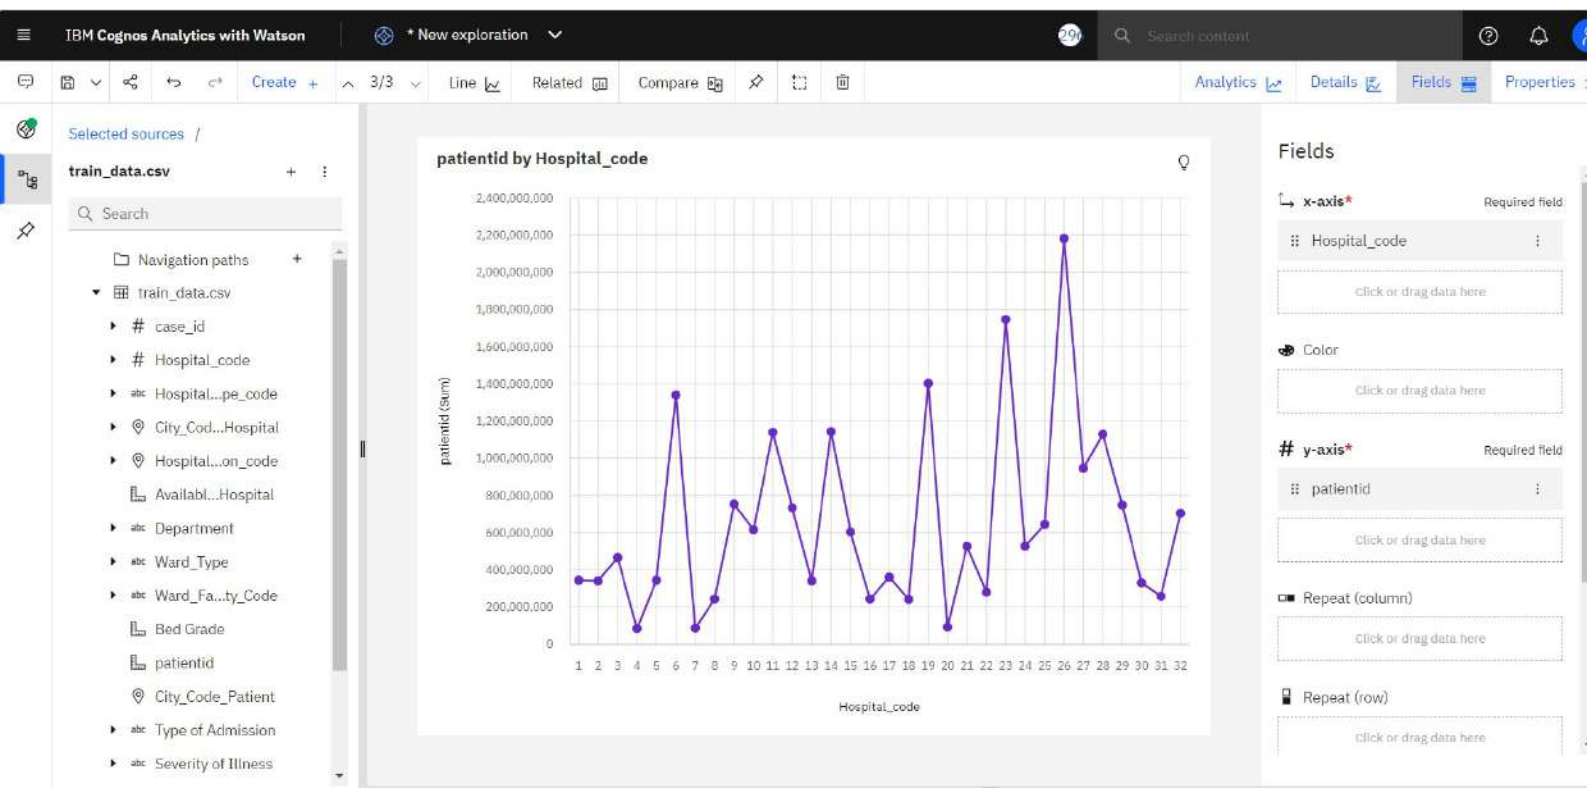 IBM Cognos Analytics with Watson
* New exploration
Search content
Create +
3/3
Line
Related
Compare
Analytics
Details
Fields
Properties
Selected sources /
train_data.csv
Search
Navigation paths
train_data.csv
# case_id
# Hospital_code
abc Hospital...pe_code
City_Cod...Hospital
Hospital...on_code
Availabl...Hospital
abc Department
abc Ward_Type
abc Ward_Fa...ty_Code
Bed Grade
patientid
City_Code_Patient
abc Type of Admission
abc Severity of Illness
patientid by Hospital_code
patientid (Sum)
2,400,000,000
2,200,000,000
2,000,000,000
1,800,000,000
1,600,000,000
1,400,000,000
1,200,000,000
1,000,000,000
800,000,000
600,000,000
400,000,000
200,000,000
0
1 2 3 4 5 6 7 8 9 10 11 12 13 14 15 16 17 18 19 20 21 22 23 24 25 26 27 28 29 30 31 32
Hospital_code
Fields
x-axis* Required field
Hospital_code
Click or drag data here
Color
Click or drag data here
# y-axis* Required field
patientid
Click or drag data here
Repeat (column)
Click or drag data here
Repeat (row)
Click or drag data here